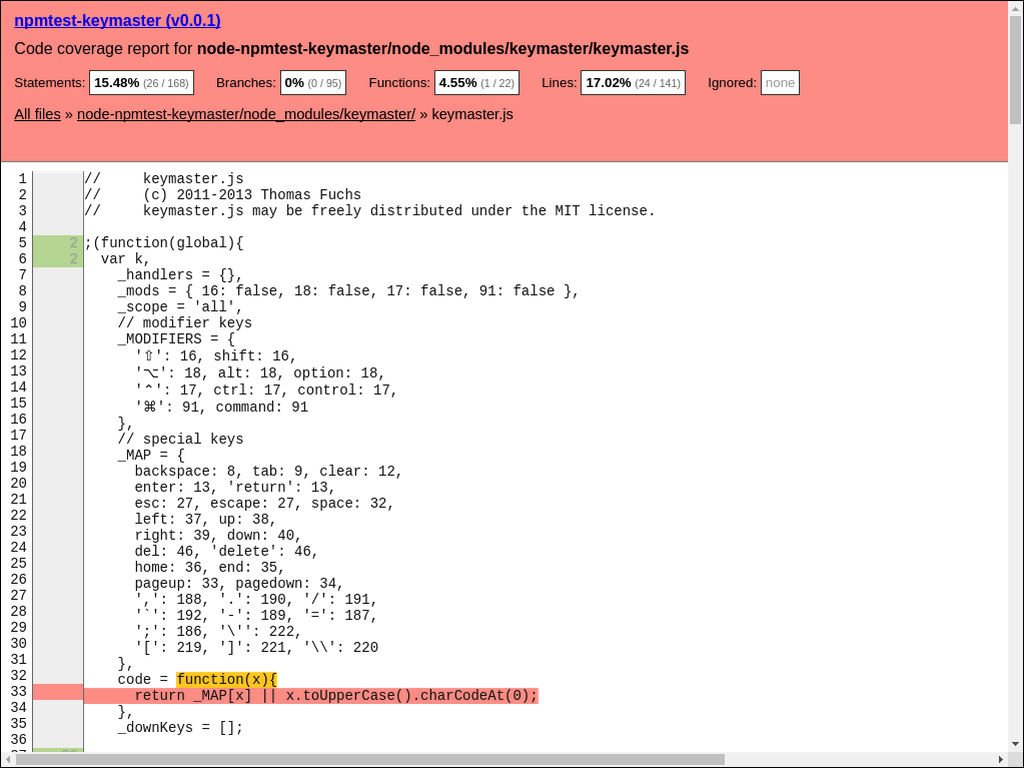 npmtest-keymaster (v0.0.1)
Code coverage report for node-npmtest-keymaster/node_modules/keymaster/keymaster.js
Statements: 15.48% (26 / 168) Branches: 0% (0 / 95) Functions: 4.55% (1 / 22) Lines: 17.02% (24 / 141) Ignored: none
All files » node-npmtest-keymaster/node_modules/keymaster/ » keymaster.js
1 //     keymaster.js
2 //     (c) 2011-2013 Thomas Fuchs
3 //     keymaster.js may be freely distributed under the MIT license.
4
5 2 ;(function(global){
6 2   var k,
7     _handlers = {},
8     _mods = { 16: false, 18: false, 17: false, 91: false },
9     _scope = 'all',
10     // modifier keys
11     _MODIFIERS = {
12       '⇧': 16, shift: 16,
13       '⌥': 18, alt: 18, option: 18,
14       '⌃': 17, ctrl: 17, control: 17,
15       '⌘': 91, command: 91
16     },
17     // special keys
18     _MAP = {
19       backspace: 8, tab: 9, clear: 12,
20       enter: 13, 'return': 13,
21       esc: 27, escape: 27, space: 32,
22       left: 37, up: 38,
23       right: 39, down: 40,
24       del: 46, 'delete': 46,
25       home: 36, end: 35,
26       pageup: 33, pagedown: 34,
27       ',': 188, '.': 190, '/': 191,
28       '`': 192, '-': 189, '=': 187,
29       ';': 186, '\'': 222,
30       '[': 219, ']': 221, '\\': 220
31     },
32     code = function(x){
33       return _MAP[x] || x.toUpperCase().charCodeAt(0);
34     },
35     _downKeys = [];
36